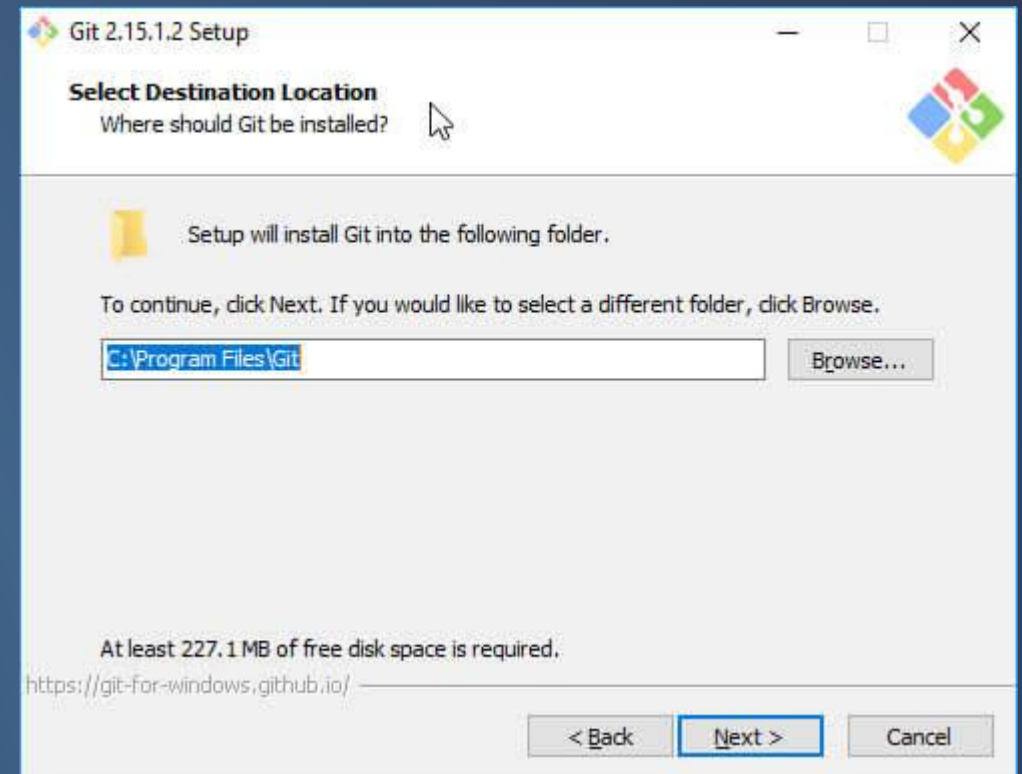 Git 2.15.1.2 Setup
Select Destination Location
Where should Git be installed?
Setup will install Git into the following folder.
To continue, click Next. If you would like to select a different folder, click Browse.
C:\Program Files\Git
Browse...
At least 227.1 MB of free disk space is required.
https://git-for-windows.github.io/
< Back
Next >
Cancel